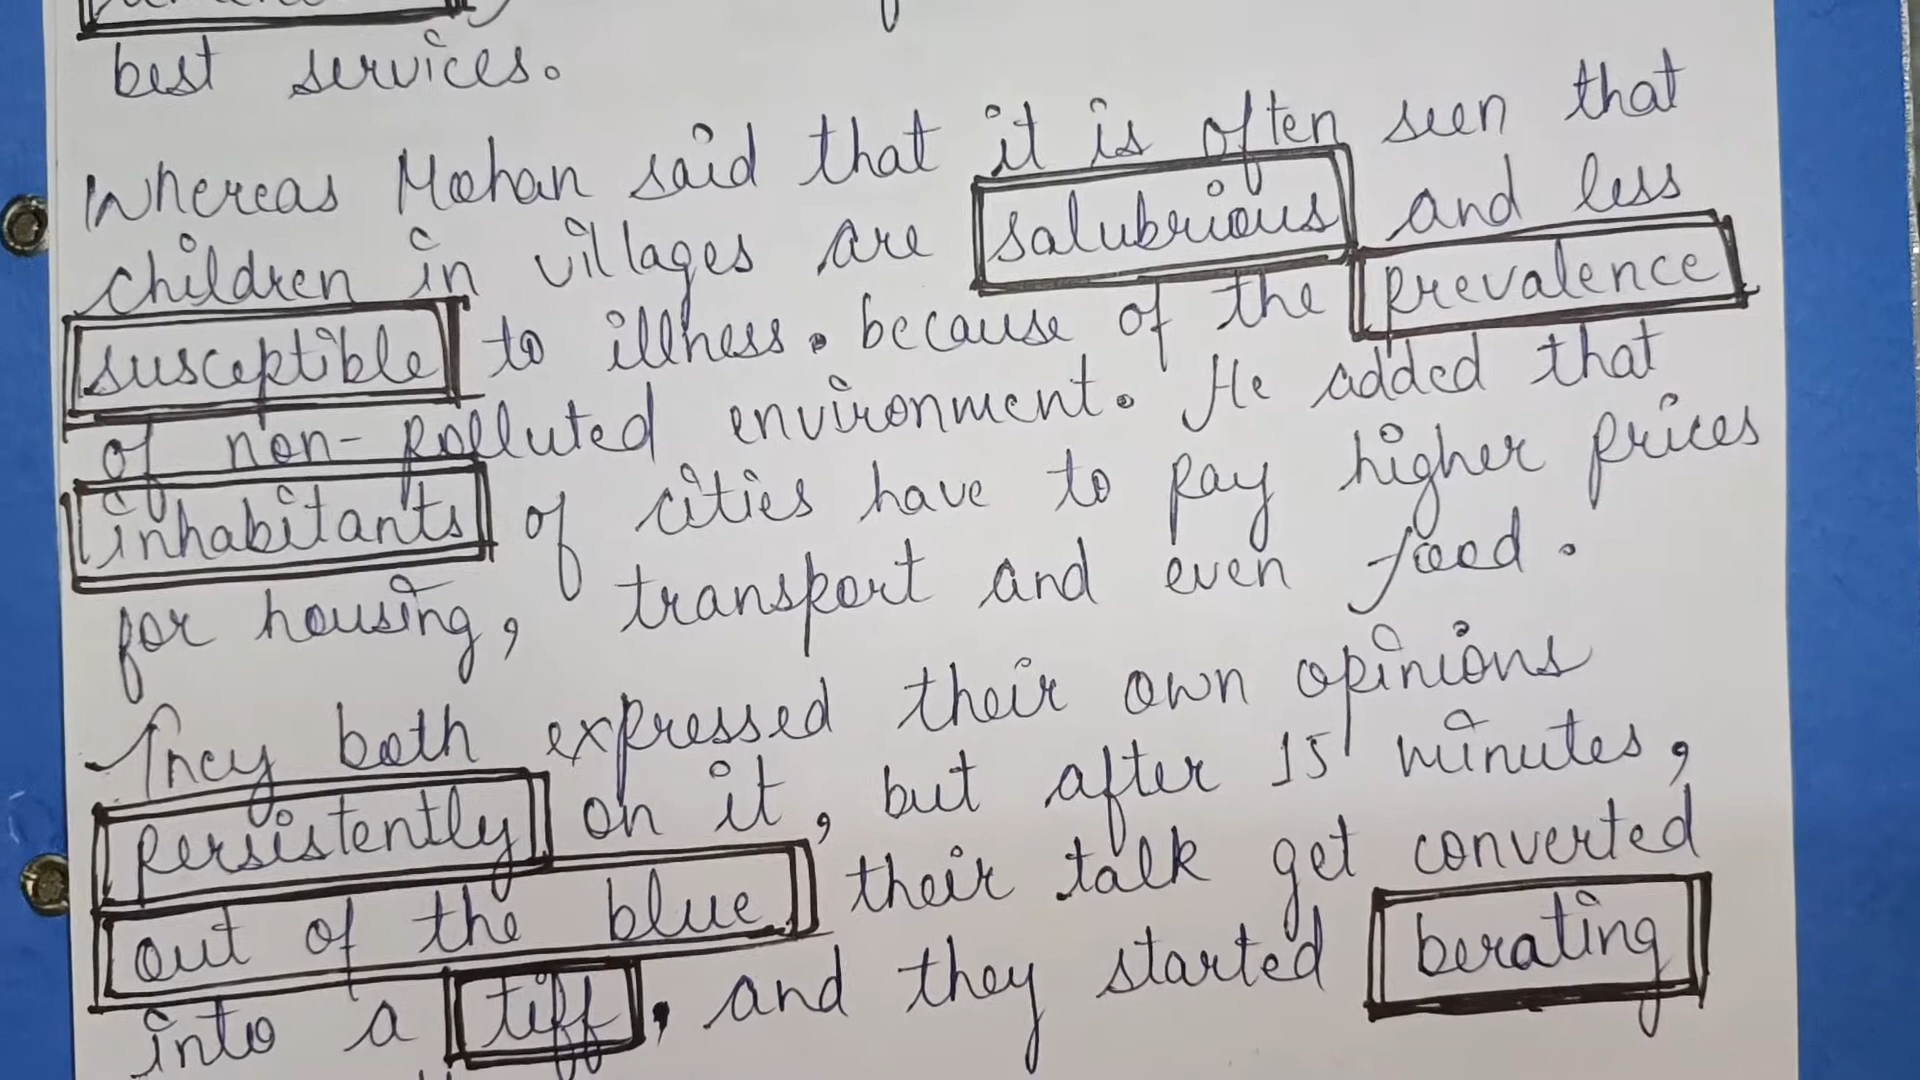 best services.
Whereas Mohan said that it is often seen that
children in villages are salubrious and less
susceptible to illness. because of the prevalence
of non-polluted environment. He added that
inhabitants of cities have to pay higher prices
for housing, transport and even food.
They both expressed their own opinions
persistently on it, but after 15 minutes,
out of the blue their talk get converted
into a tiff, and they started berating